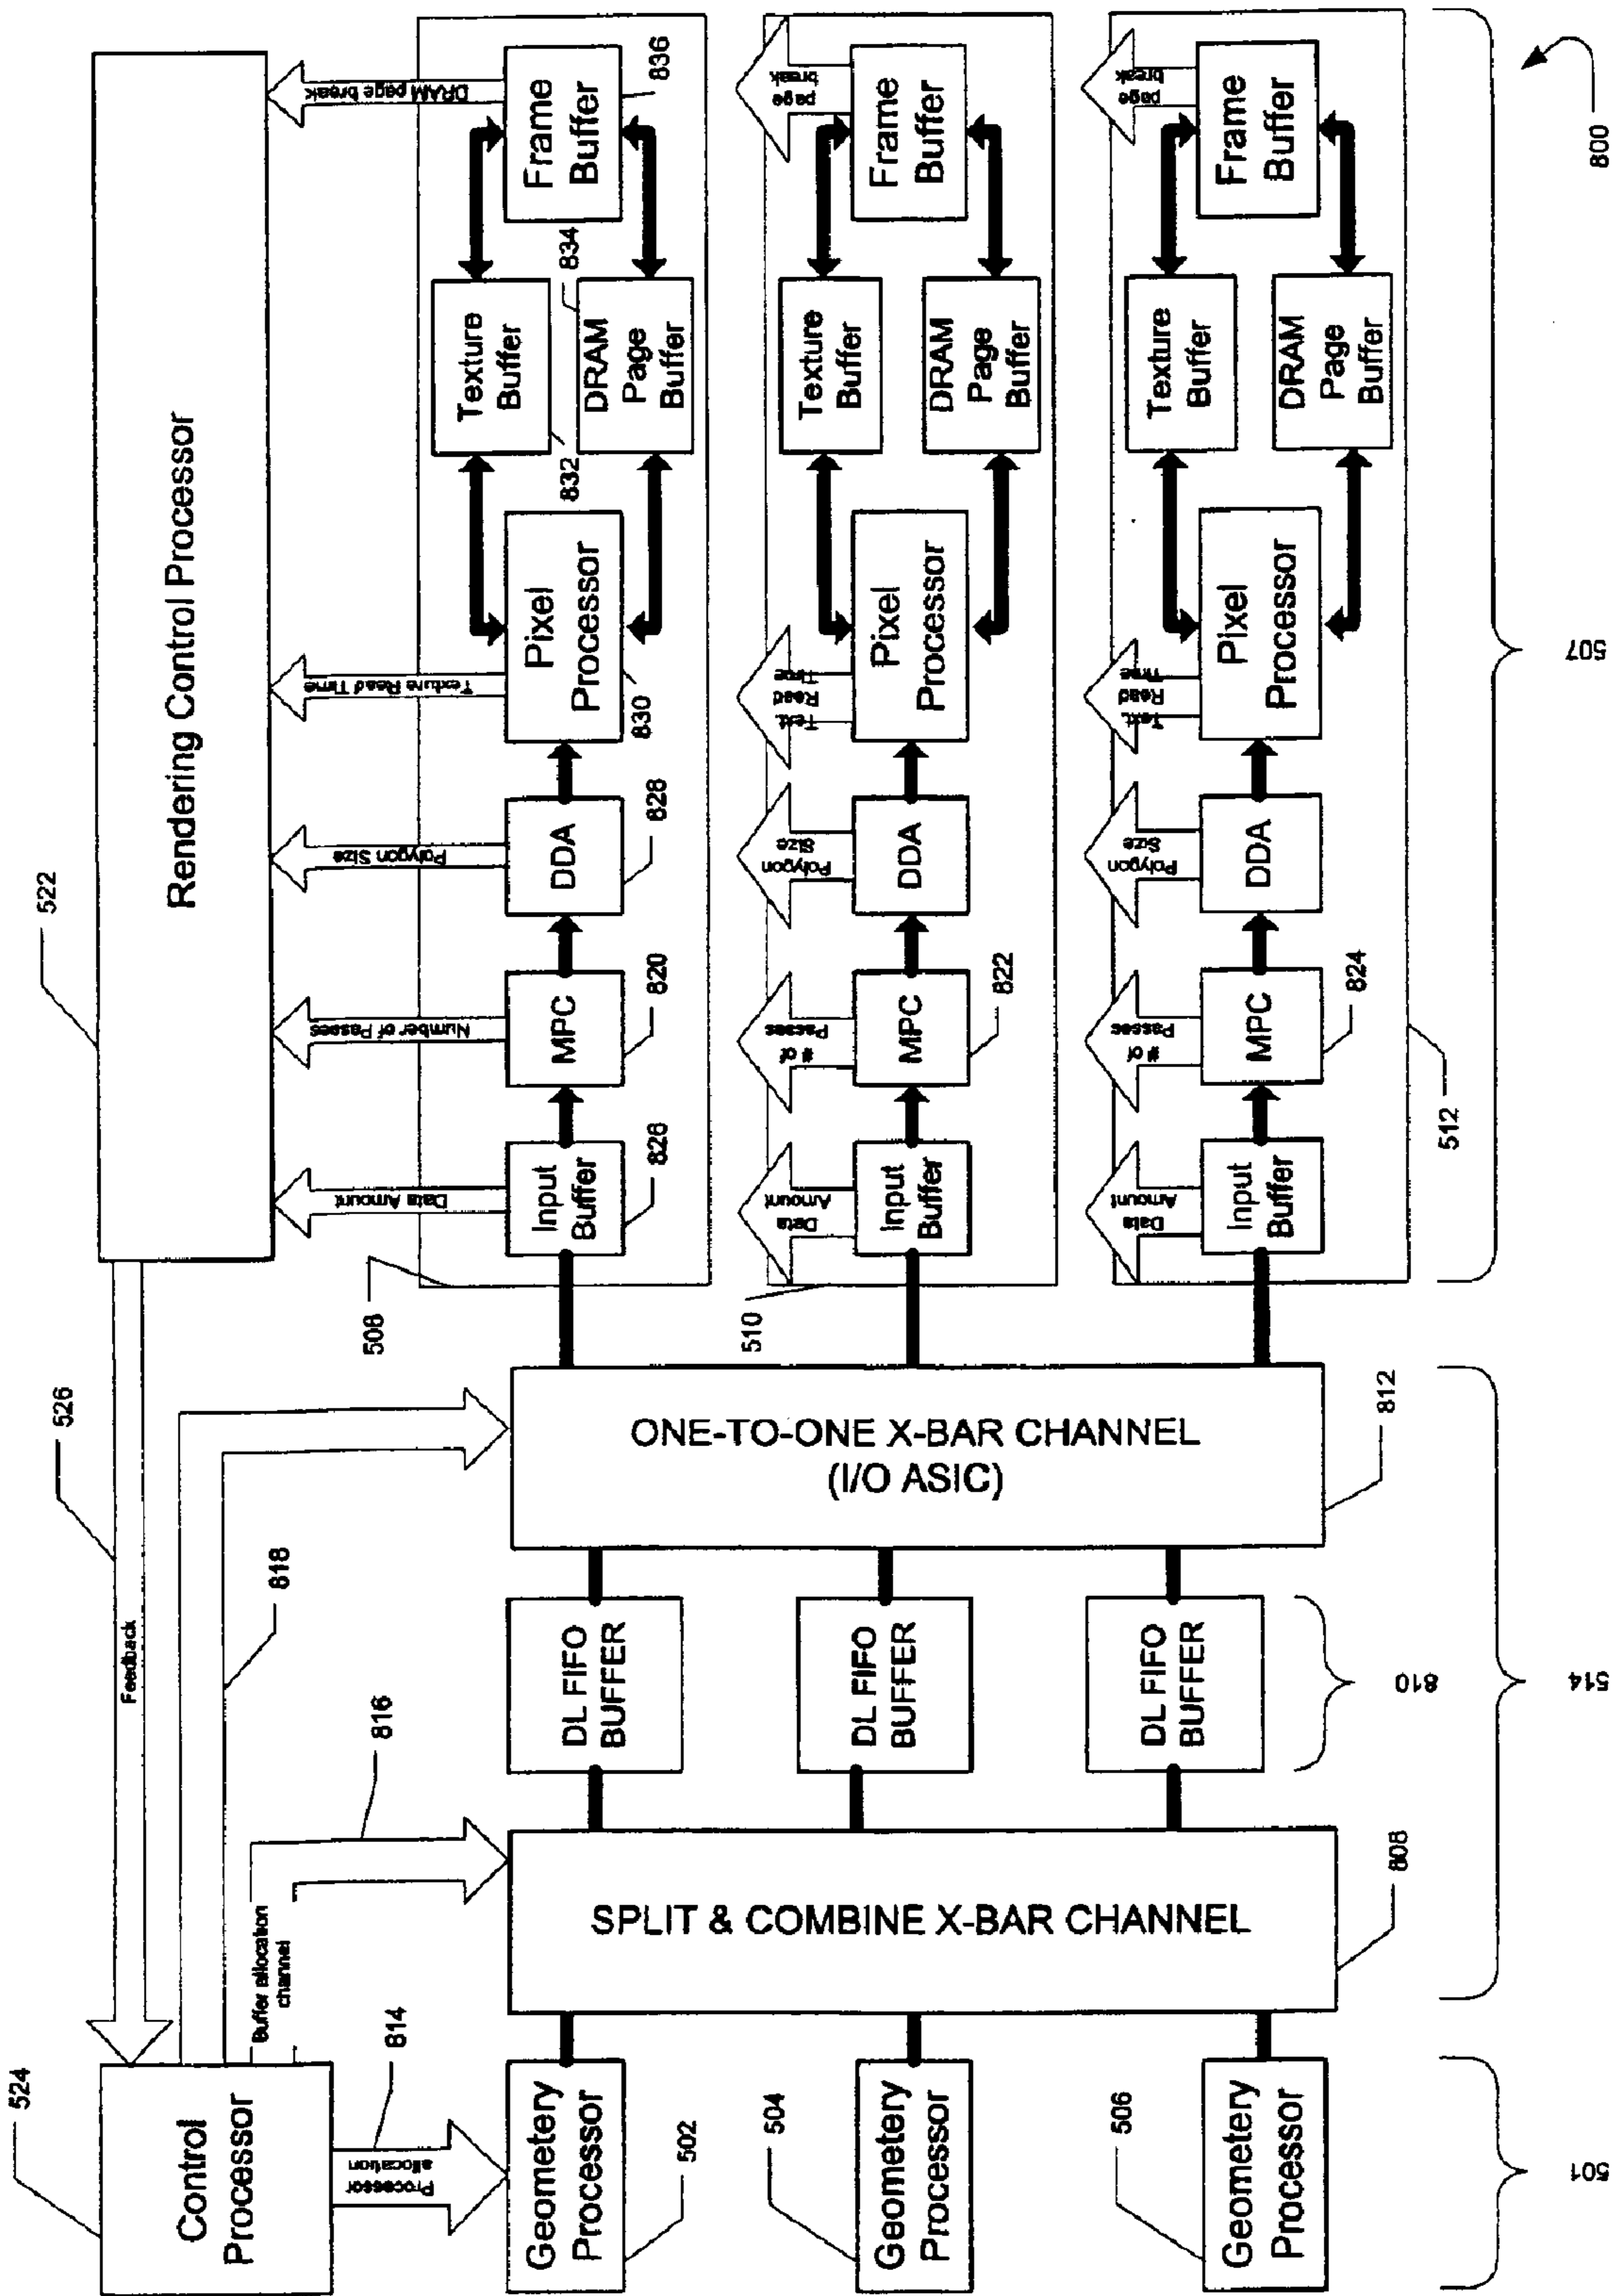 524
Control
Processor
Feedback
526
522
Rendering Control Processor
818
Buffer allocation
channel
816
Processor
allocation
814
Data Amount
Number of Passes
Polygon Size
Texture Read Time
DRAM page break
Geometery
Processor
502
SPLIT & COMBINE X-BAR CHANNEL
808
DL FIFO
BUFFER
ONE-TO-ONE X-BAR CHANNEL
(I/O ASIC)
812
508
Input
Buffer
826
MPC
820
DDA
828
Pixel
Processor
830
Texture
Buffer
832
DRAM
Page
Buffer
834
Frame
Buffer
836
504
Geometery
Processor
DL FIFO
BUFFER
510
Data
Amount
# of
Passes
Polygon
Size
Text.
Read
Time
page
break
Input
Buffer
MPC
822
DDA
Pixel
Processor
Texture
Buffer
DRAM
Page
Buffer
Frame
Buffer
506
Geometery
Processor
DL FIFO
BUFFER
810
Data
Amount
# of
Passes
Polygon
Size
Text.
Read
Time
page
break
Input
Buffer
MPC
824
DDA
Pixel
Processor
Texture
Buffer
DRAM
Page
Buffer
Frame
Buffer
512
501
514
507
800